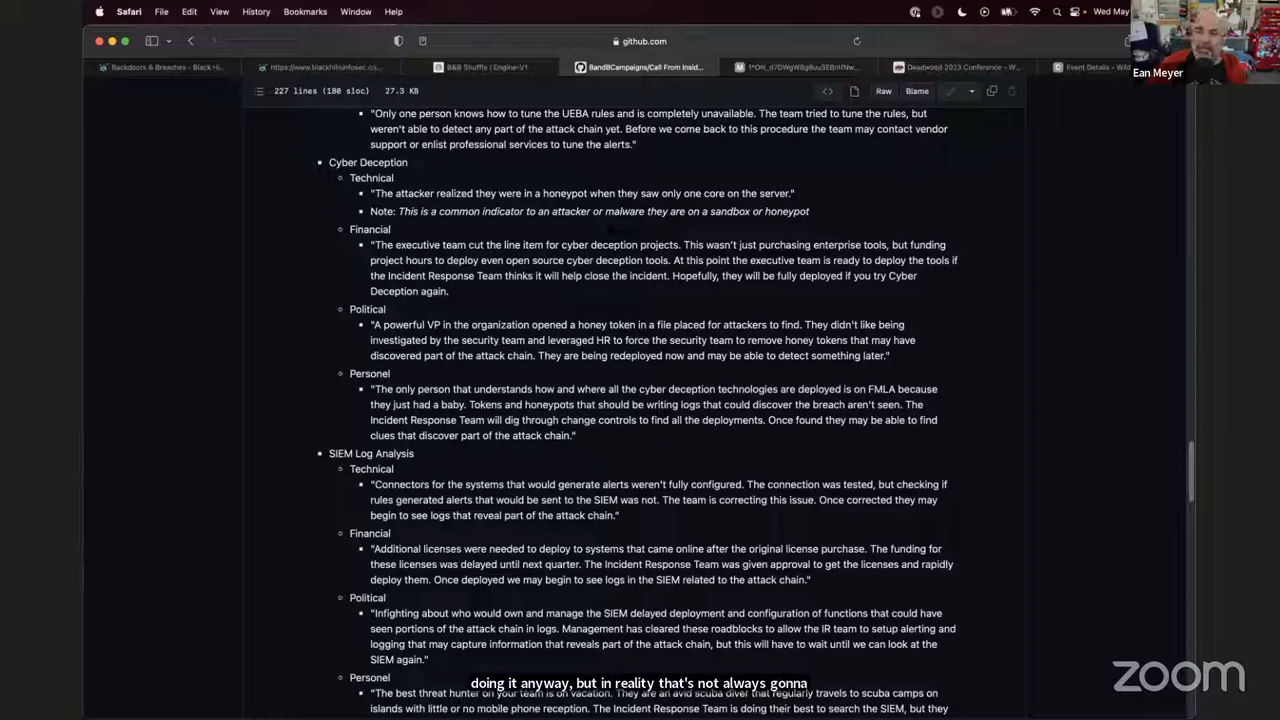 Safari File Edit View History Bookmarks Window Help Wed May
github.com
Backdoors & Breaches - Black Hi... https://www.blackhillsinfosec.co... B&B Shuffle | Engine-V1 BandBCampaigns/Call From Insid... Deadwood 2023 Conference - W... Event Details - Wild
Ean Meyer
227 lines (180 sloc) 27.3 KB Raw Blame
"Only one person knows how to tune the UEBA rules and is completely unavailable. The team tried to tune the rules, but
weren't able to detect any part of the attack chain yet. Before we come back to this procedure the team may contact vendor
support or enlist professional services to tune the alerts."
Cyber Deception
Technical
"The attacker realized they were in a honeypot when they saw only one core on the server."
Note: This is a common indicator to an attacker or malware they are on a sandbox or honeypot
Financial
"The executive team cut the line item for cyber deception projects. This wasn't just purchasing enterprise tools, but funding
project hours to deploy even open source cyber deception tools. At this point the executive team is ready to deploy the tools if
the Incident Response Team thinks it will help close the incident. Hopefully, they will be fully deployed if you try Cyber
Deception again.
Political
"A powerful VP in the organization opened a honey token in a file placed for attackers to find. They didn't like being
investigated by the security team and leveraged HR to force the security team to remove honey tokens that may have
discovered part of the attack chain. They are being redeployed now and may be able to detect something later."
Personel
"The only person that understands how and where all the cyber deception technologies are deployed is on FMLA because
they just had a baby. Tokens and honeypots that should be writing logs that could discover the breach aren't seen. The
Incident Response Team will dig through change controls to find all the deployments. Once found they may be able to find
clues that discover part of the attack chain."
SIEM Log Analysis
Technical
"Connectors for the systems that would generate alerts weren't fully configured. The connection was tested, but checking if
rules generated alerts that would be sent to the SIEM was not. The team is correcting this issue. Once corrected they may
begin to see logs that reveal part of the attack chain."
Financial
"Additional licenses were needed to deploy to systems that came online after the original license purchase. The funding for
these licenses was delayed until next quarter. The Incident Response Team was given approval to get the licenses and rapidly
deploy them. Once deployed we may begin to see logs in the SIEM related to the attack chain."
Political
"Infighting about who would own and manage the SIEM delayed deployment and configuration of functions that could have
seen portions of the attack chain in logs. Management has cleared these roadblocks to allow the IR team to setup alerting and
logging that may capture information that reveals part of the attack chain, but this will have to wait until we can look at the
SIEM again."
Personel
doing it anyway, but in reality that's not always gonna
"The best threat hunter on your team is on vacation. They are an avid scuba diver that regularly travels to scuba camps on
islands with little or no mobile phone reception. The Incident Response Team is doing their best to search the SIEM, but they
zoom